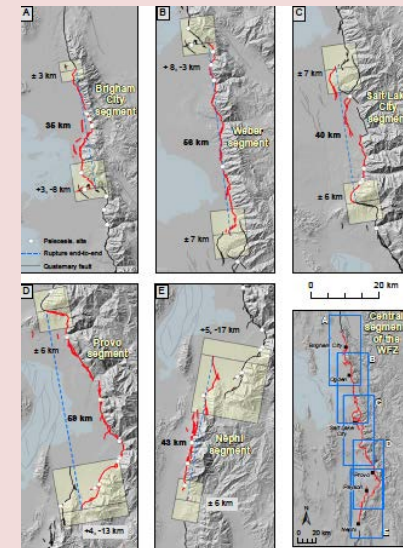 A
± 3 km
Brigham
City
segment
35 km
+3, -8 km
Paleoseis. site
Rupture end-to-end
Quaternary fault
B
+ 8, -3 km
Weber
segment
56 km
± 7 km
C
± 7 km
Salt Lake
City
segment
40 km
± 6 km
D
± 6 km
Provo
segment
59 km
+4, -13 km
E
+5, -17 km
Nephi
segment
43 km
± 6 km
0 20 km
Central
segments
of the
WFZ
A
Brigham City
B
Ogden
C
Salt Lake
City
D
Provo
Payson
Nephi
E
N
0 20 km